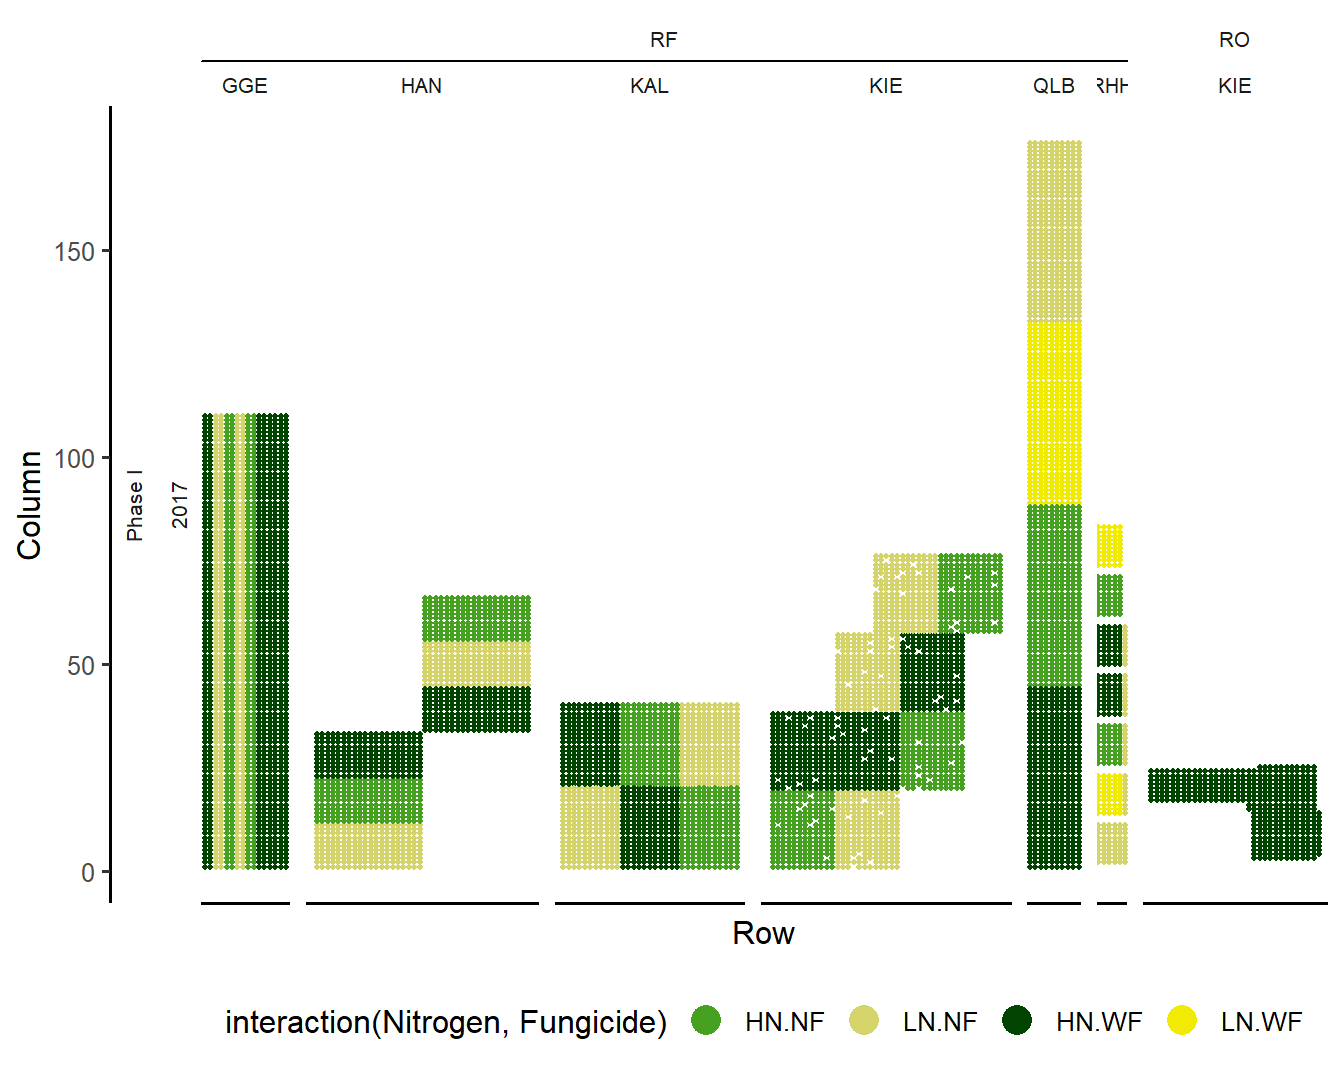 RF RO
GGE HAN KAL KIE QLB RHH KIE
Column
150
100
50
0
Phase I
2017
Row
interaction(Nitrogen, Fungicide) HN.NF LN.NF HN.WF LN.WF